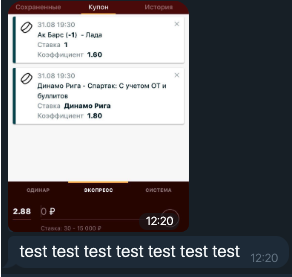 Сохраненные Купон История
31.08 19:30
Ак Барс (-1) - Лада
Ставка 1
Коэффициент 1.60
31.08 19:30
Динамо Рига - Спартак: С учетом ОТ и
буллитов
Ставка Динамо Рига
Коэффициент 1.80
ОДИНАР ЭКСПРЕСС СИСТЕМА
2.88 0 ₽
Ставка: 30 - 15 000 ₽
12:20
test test test test test test test 12:20